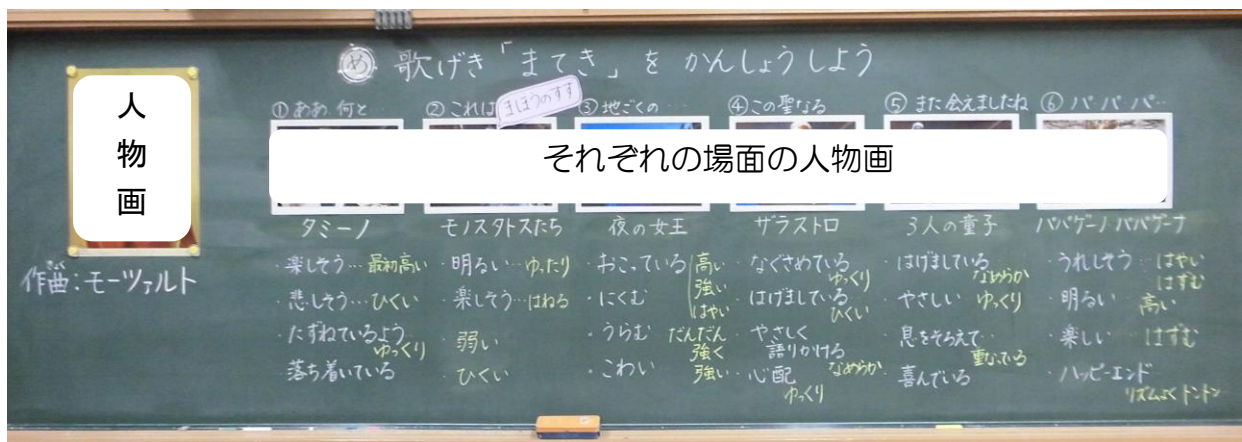 め 歌げき「まてき」を かんしょうしよう
人物画
作曲:モーツァルト
それぞれの場面の人物画
①ああ、何と…
タミーノ
・楽しそう…最初高い
・悲しそう…ひくい
・たずねているよう
ゆっくり
落ち着いている
②これは
まほうのすず
モノスタトスたち
・明るい…ゆったり
・楽しそう…はねる
・弱い
・ひくい
③地ごくの…
夜の女王
・おこっている 高い
・にくむ 強い
はやい
・うらむ だんだん
強く
・こわい 強い
④この聖なる
ザラストロ
・なぐさめている
ゆっくり
・はげましている
ひくい
・やさしく
語りかける
・心配 なめらか
ゆっくり
⑤また会えましたね
3人の童子
・はげましている
なめらか
・やさしい ゆっくり
・息をそろえて…
重なっている
・喜んでいる
⑥パ・パ・パ…
パパゲーノ パパゲーナ
・うれしそう はやい
はずむ
・明るい 高い
・楽しい はずむ
・ハッピーエンド
リズムよく トントン